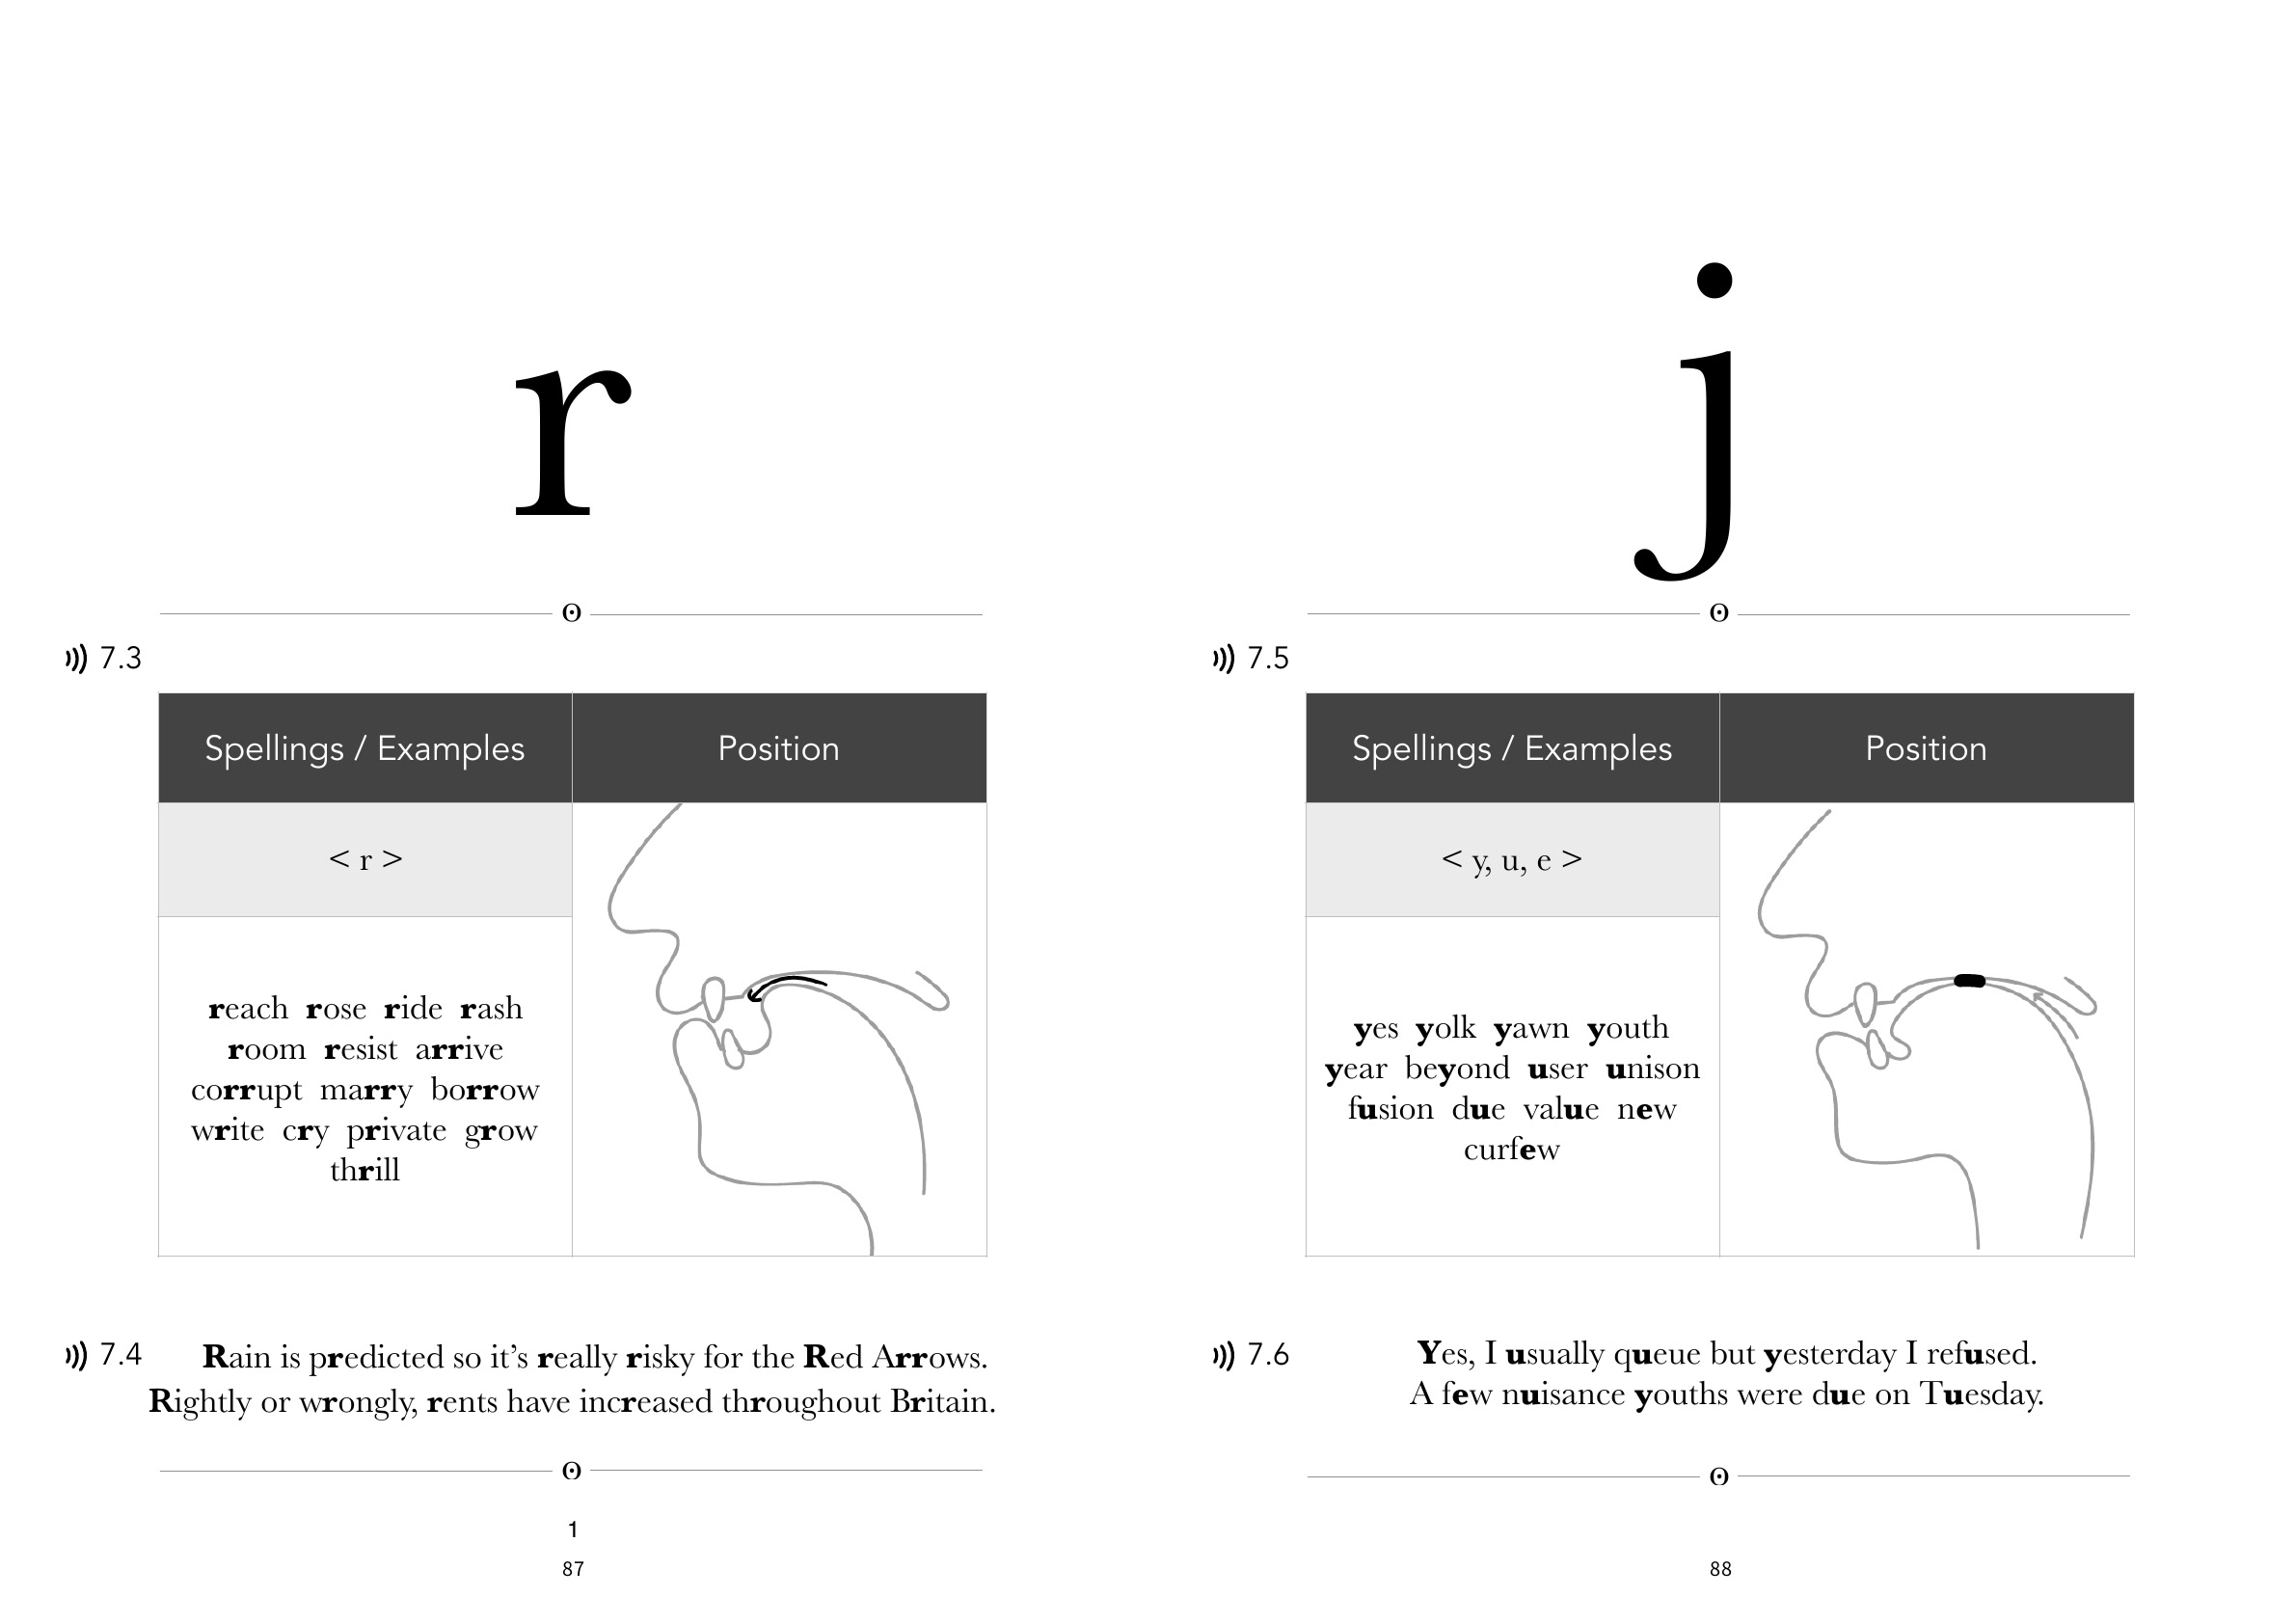 r
7.3
Spellings / Examples
Position
< r >
reach rose ride rash
room resist arrive
corrupt marry borrow
write cry private grow
thrill
7.4
Rain is predicted so it’s really risky for the Red Arrows.
Rightly or wrongly, rents have increased throughout Britain.
1
87
j
7.5
Spellings / Examples
Position
< y, u, e >
yes yolk yawn youth
year beyond user unison
fusion due value new
curfew
7.6
Yes, I usually queue but yesterday I refused.
A few nuisance youths were due on Tuesday.
88